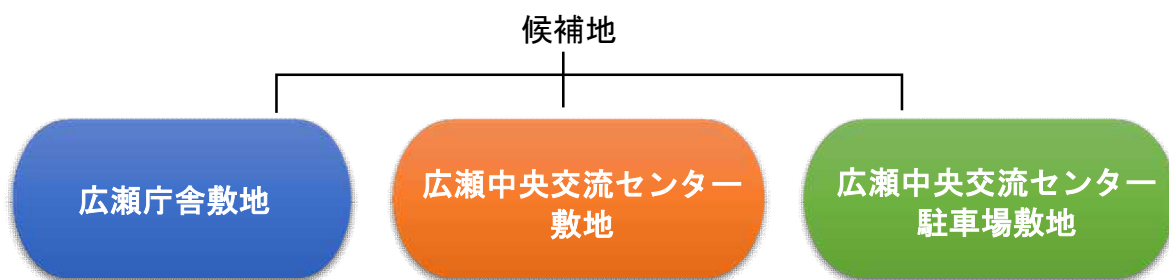 候補地
広瀬庁舎敷地
広瀬中央交流センター
敷地
広瀬中央交流センター
駐車場敷地